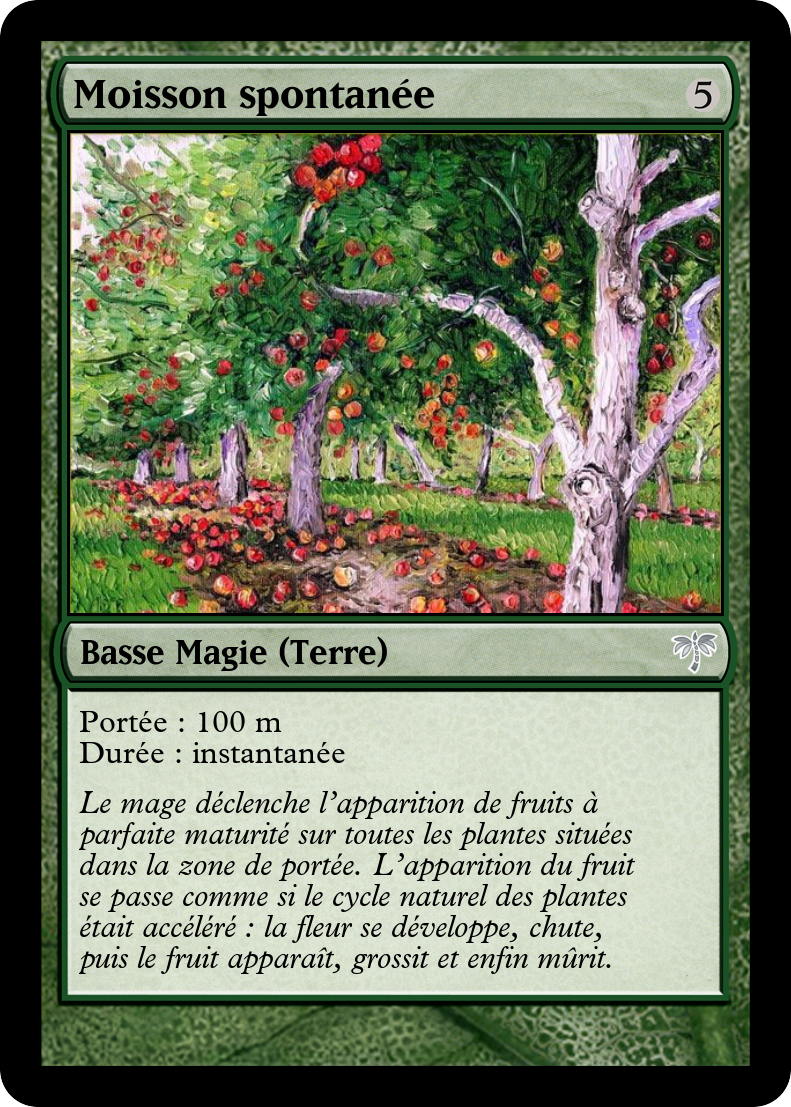 Moisson spontanée 5
Basse Magie (Terre)
Portée : 100 m
Durée : instantanée
Le mage déclenche l'apparition de fruits à
parfaite maturité sur toutes les plantes situées
dans la zone de portée. L'apparition du fruit
se passe comme si le cycle naturel des plantes
était accéléré : la fleur se développe, chute,
puis le fruit apparaît, grossit et enfin mûrit.